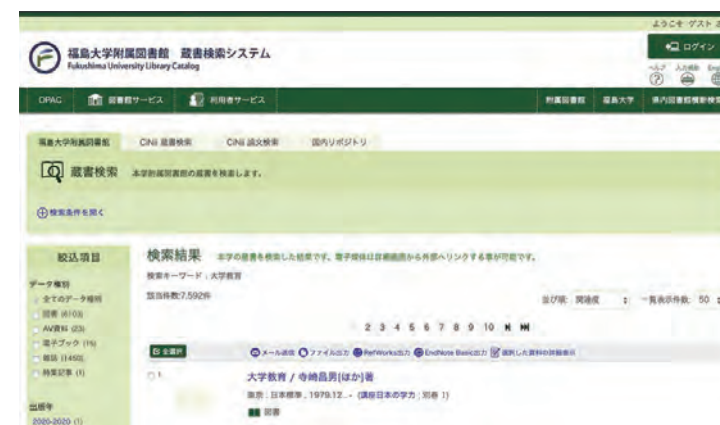 ようこそ ゲスト さ
ログイン
福島大学附属図書館 蔵書検索システム
Fukushima University Library Catalog
ヘルプ 入力補助 Eng
OPAC 図書館サービス 利用者サービス 附属図書館 福島大学 県内図書館横断検索
福島大学附属図書館 CiNii 蔵書検索 CiNii 論文検索 国内リポジトリ
蔵書検索 本学附属図書館の蔵書を検索します。
検索条件を開く
絞込項目
検索結果 本学の蔵書を検索した結果です。電子媒体は詳細画面から外部へリンクする事が可能です。
検索キーワード:大学教育
データ種別
全てのデータ種別
該当件数:7,592件 並び順 関連度 一覧表示件数 50
図書 (6103)
AV資料 (23)
電子ブック (15)
雑誌 (1450)
時業記事 (1)
2 3 4 5 6 7 8 9 10
全選択 メール送信 ファイル出力 RefWorks出力 EndNote Basic出力 選択した資料の詳細表示
1 大学教育 / 寺﨑昌男[ほか]著
東京 : 日本標準 , 1979.12. - (講座日本の学力 ; 別巻 1)
図書
出版年
2020-2020 (1)